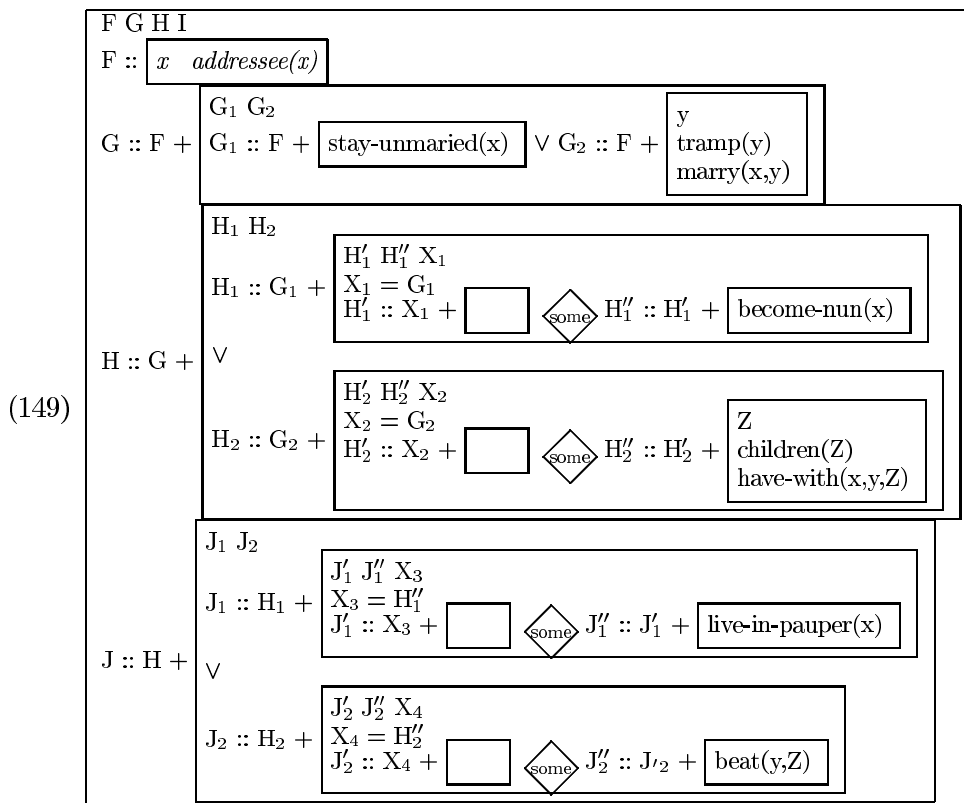 F G H I
F :: x addressee(x)
G₁ G₂
G :: F + G₁ :: F + stay-unmaried(x) ∨ G₂ :: F + y
tramp(y)
marry(x,y)
H₁ H₂
H′₁ H″₁ X₁
H₁ :: G₁ + X₁ = G₁
H′₁ :: X₁ + some H″₁ :: H′₁ + become-nun(x)
H :: G + ∨
(149)
H′₂ H″₂ X₂
H₂ :: G₂ + X₂ = G₂
H′₂ :: X₂ + some H″₂ :: H′₂ + Z
children(Z)
have-with(x,y,Z)
J₁ J₂
J′₁ J″₁ X₃
J₁ :: H₁ + X₃ = H″₁
J′₁ :: X₃ + some J″₁ :: J′₁ + live-in-pauper(x)
J :: H + ∨
J′₂ J″₂ X₄
J₂ :: H₂ + X₄ = H″₂
J′₂ :: X₄ + some J″₂ :: J′₂ + beat(y,Z)